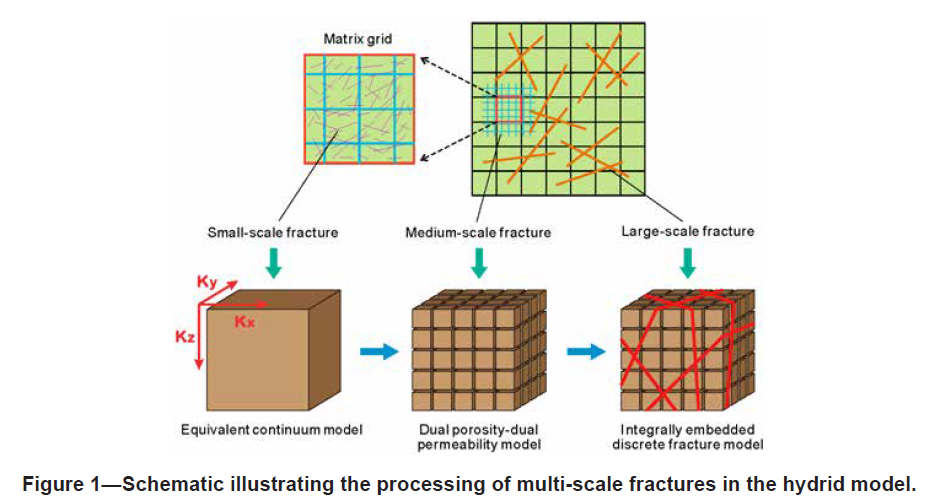 Matrix grid
Small-scale fracture
Medium-scale fracture
Large-scale fracture
Ky
Kx
Kz
Equivalent continuum model
Dual porosity-dual
permeability model
Integrally embedded
discrete fracture model
Figure 1—Schematic illustrating the processing of multi-scale fractures in the hydrid model.